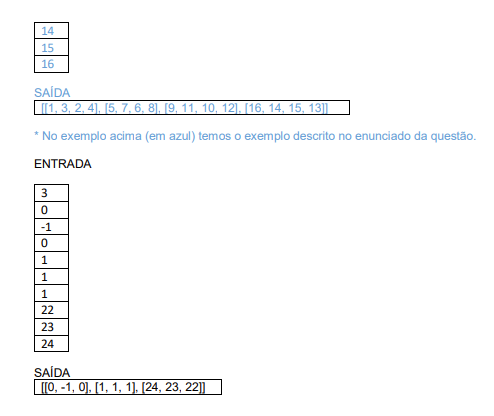 14
15
16
SAÍDA
[[1, 3, 2, 4], [5, 7, 6, 8], [9, 11, 10, 12], [16, 14, 15, 13]]
* No exemplo acima (em azul) temos o exemplo descrito no enunciado da questão.
ENTRADA
3
0
-1
0
1
1
1
22
23
24
SAÍDA
[[0, -1, 0], [1, 1, 1], [24, 23, 22]]